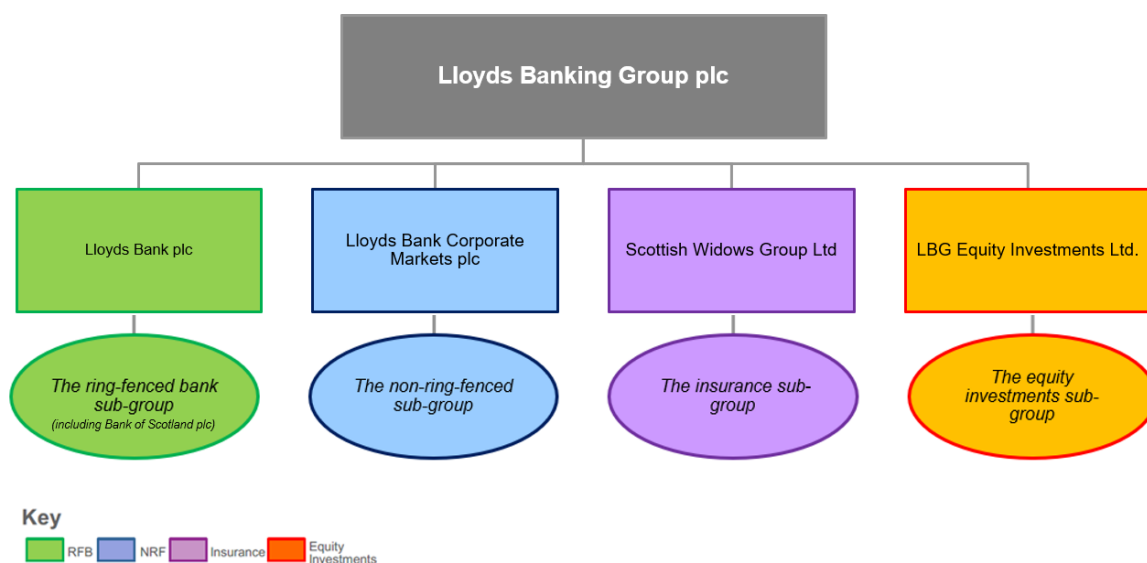 Lloyds Banking Group plc
Lloyds Bank plc
Lloyds Bank Corporate
Markets plc
Scottish Widows Group Ltd
LBG Equity Investments Ltd.
The ring-fenced bank
sub-group
(including Bank of Scotland plc)
The non-ring-fenced
sub-group
The insurance sub-
group
The equity
investments sub-
group
Key
RFB
NRF
Insurance
Equity
Investments